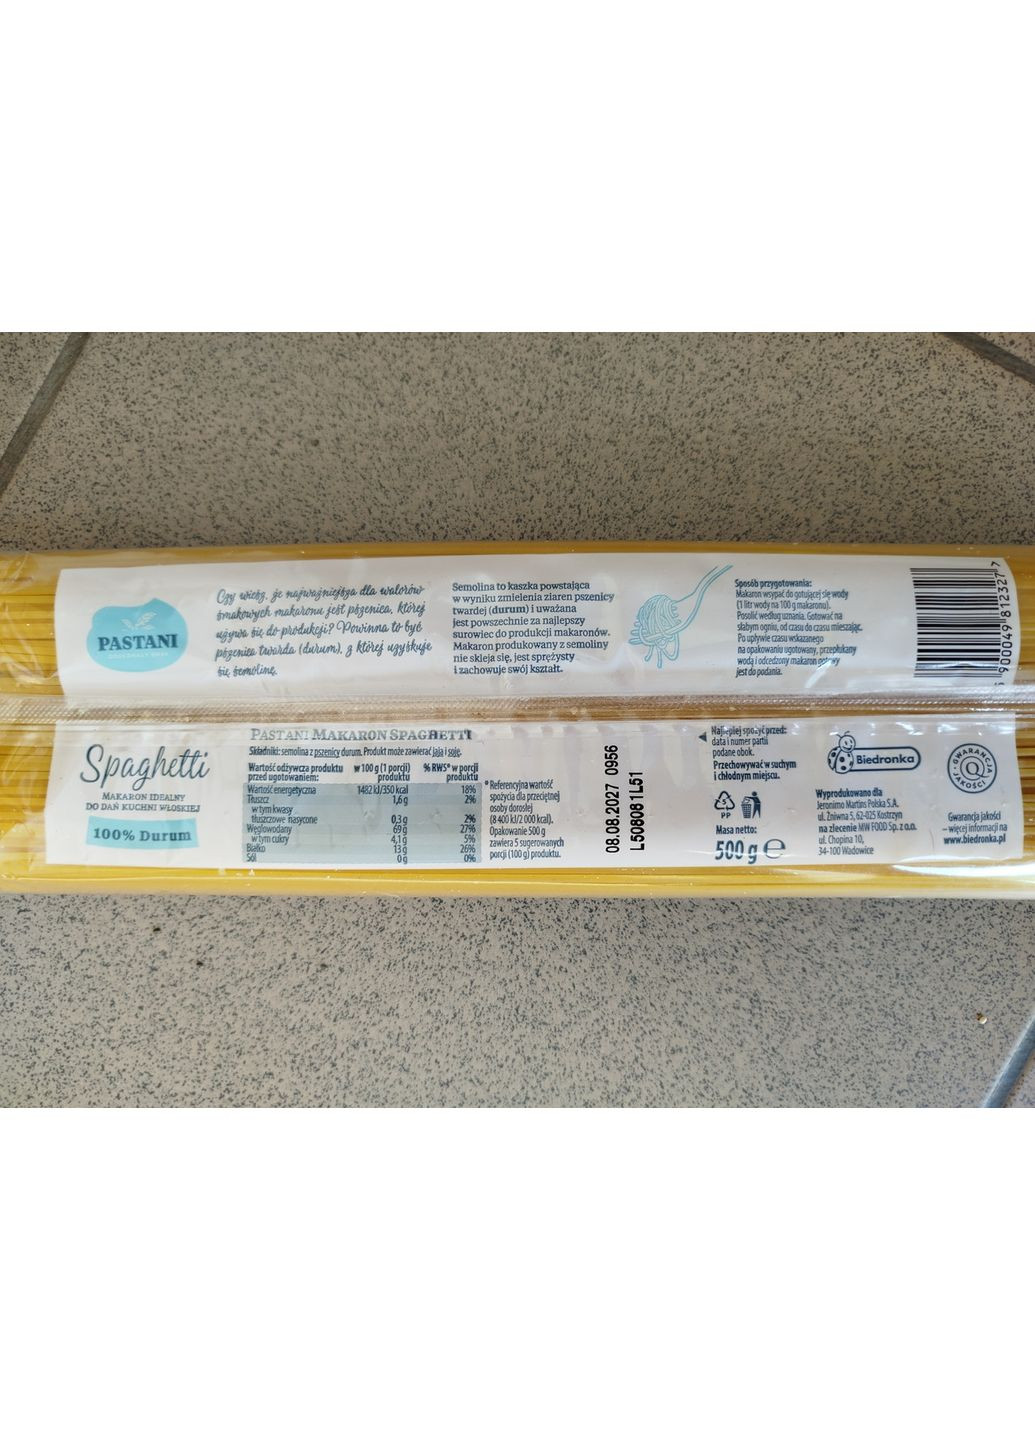 PASTANI
Czy wiesz, że najważniejsza dla walorów
smakowych makaronu jest pszenica, której
używa się do produkcji? Powinna to być
pszenica twarda (durum), z której uzyskuje
się semolinę.
Semolina to kaszka powstająca
w wyniku zmielenia ziaren pszenicy
twardej (durum) i uważana
jest powszechnie za najlepszy
surowiec do produkcji makaronów.
Makaron produkowany z semoliny
nie skleja się, jest sprężysty
i zachowuje swój kształt.
Sposób przygotowania:
Makaron wsypać do gotującej się wody
(1 litr wody na 100 g makaronu).
Posolić według uznania. Gotować na
słabym ogniu, od czasu do czasu mieszając.
Po upływie czasu wskazanego
na opakowaniu ugotowany, przepłukany
wodą i odcedzony makaron gotowy
jest do podania.
5 900049 812327
Spaghetti
MAKARON IDEALNY
DO DAŃ KUCHNI WŁOSKIEJ
100% Durum
PASTANI MAKARON SPAGHETTI
Składniki: semolina z pszenicy durum. Produkt może zawierać jaja i soję.
Wartość odżywcza produktu w 100 g (1 porcji) % RWS* w porcji
przed ugotowaniem: produktu produktu
Wartość energetyczna 1482 kJ/350 kcal 18%
Tłuszcz 1,6 g 2%
w tym kwasy
tłuszczowe nasycone 0,3 g 2%
Węglowodany 69 g 27%
w tym cukry 4,1 g 5%
Białko 13 g 26%
Sól 0 g 0%
*Referencyjna wartość
spożycia dla przeciętnej
osoby dorosłej
(8 400 kJ/2 000 kcal).
Opakowanie 500 g
zawiera 5 sugerowanych
porcji (100 g) produktu.
08.08.2027 0956
L508081L51
Najlepiej spożyć przed:
data i numer partii
podane obok.
Przechowywać w suchym
i chłodnym miejscu.
5
PP
Masa netto:
500 g ℮
Biedronka
Wyprodukowano dla
Jeronimo Martins Polska S.A.
ul. Żniwna 5, 62-025 Kostrzyn
na zlecenie MW FOOD Sp. z o.o.
ul. Chopina 10,
34-100 Wadowice
GWARANCJA JAKOŚCI
Q
Gwarancja jakości
– więcej informacji na
www.biedronka.pl